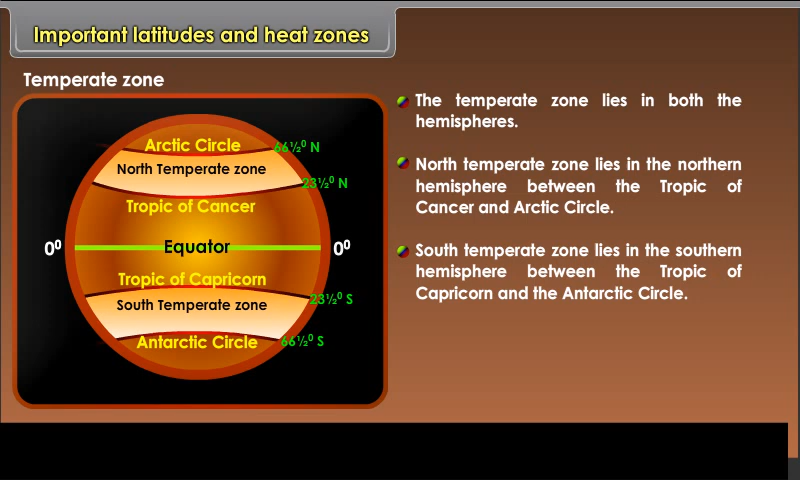 Important latitudes and heat zones
Temperate zone
Arctic Circle
66½⁰ N
North Temperate zone
23½⁰ N
Tropic of Cancer
0⁰
Equator
0⁰
Tropic of Capricorn
23½⁰ S
South Temperate zone
Antarctic Circle
66½⁰ S
The temperate zone lies in both the
hemispheres.
North temperate zone lies in the northern
hemisphere between the Tropic of
Cancer and Arctic Circle.
South temperate zone lies in the southern
hemisphere between the Tropic of
Capricorn and the Antarctic Circle.